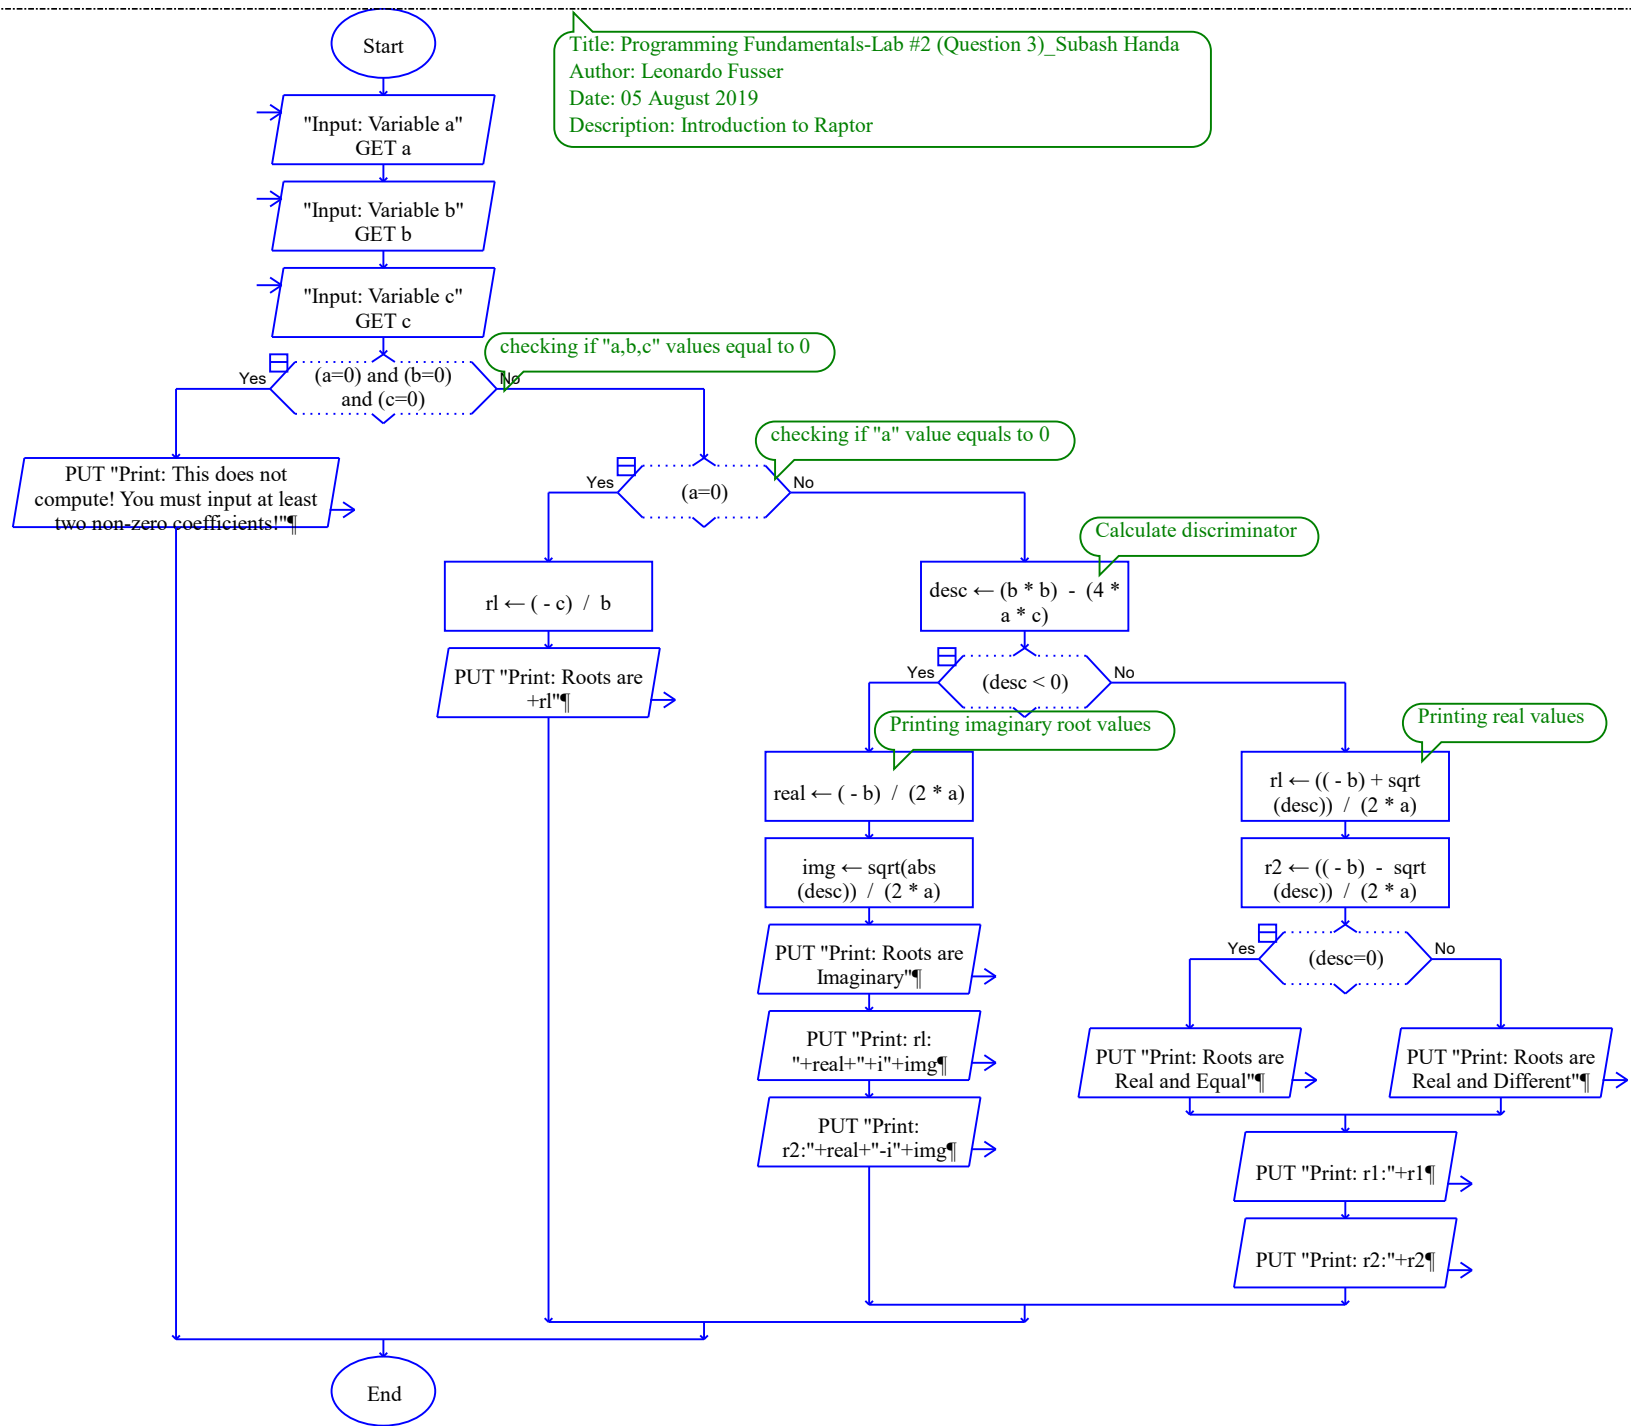 Start
Title: Programming Fundamentals-Lab #2 (Question 3)_Subash Handa
Author: Leonardo Fusser
Date: 05 August 2019
Description: Introduction to Raptor
"Input: Variable a"
GET a
"Input: Variable b"
GET b
"Input: Variable c"
GET c
checking if "a,b,c" values equal to 0
Yes
(a=0) and (b=0)
and (c=0)
No
PUT "Print: This does not
compute! You must input at least
two non-zero coefficients!"¶
checking if "a" value equals to 0
Yes
(a=0)
No
rl ← ( - c) / b
PUT "Print: Roots are
+rl"¶
Calculate discriminator
desc ← (b * b) - (4 *
a * c)
Yes
(desc < 0)
No
Printing imaginary root values
real ← ( - b) / (2 * a)
img ← sqrt(abs
(desc)) / (2 * a)
PUT "Print: Roots are
Imaginary"¶
PUT "Print: rl:
"+real+"+i"+img¶
PUT "Print:
r2:"+real+"-i"+img¶
Printing real values
rl ← (( - b) + sqrt
(desc)) / (2 * a)
r2 ← (( - b) - sqrt
(desc)) / (2 * a)
Yes
(desc=0)
No
PUT "Print: Roots are
Real and Equal"¶
PUT "Print: Roots are
Real and Different"¶
PUT "Print: r1:"+r1¶
PUT "Print: r2:"+r2¶
End